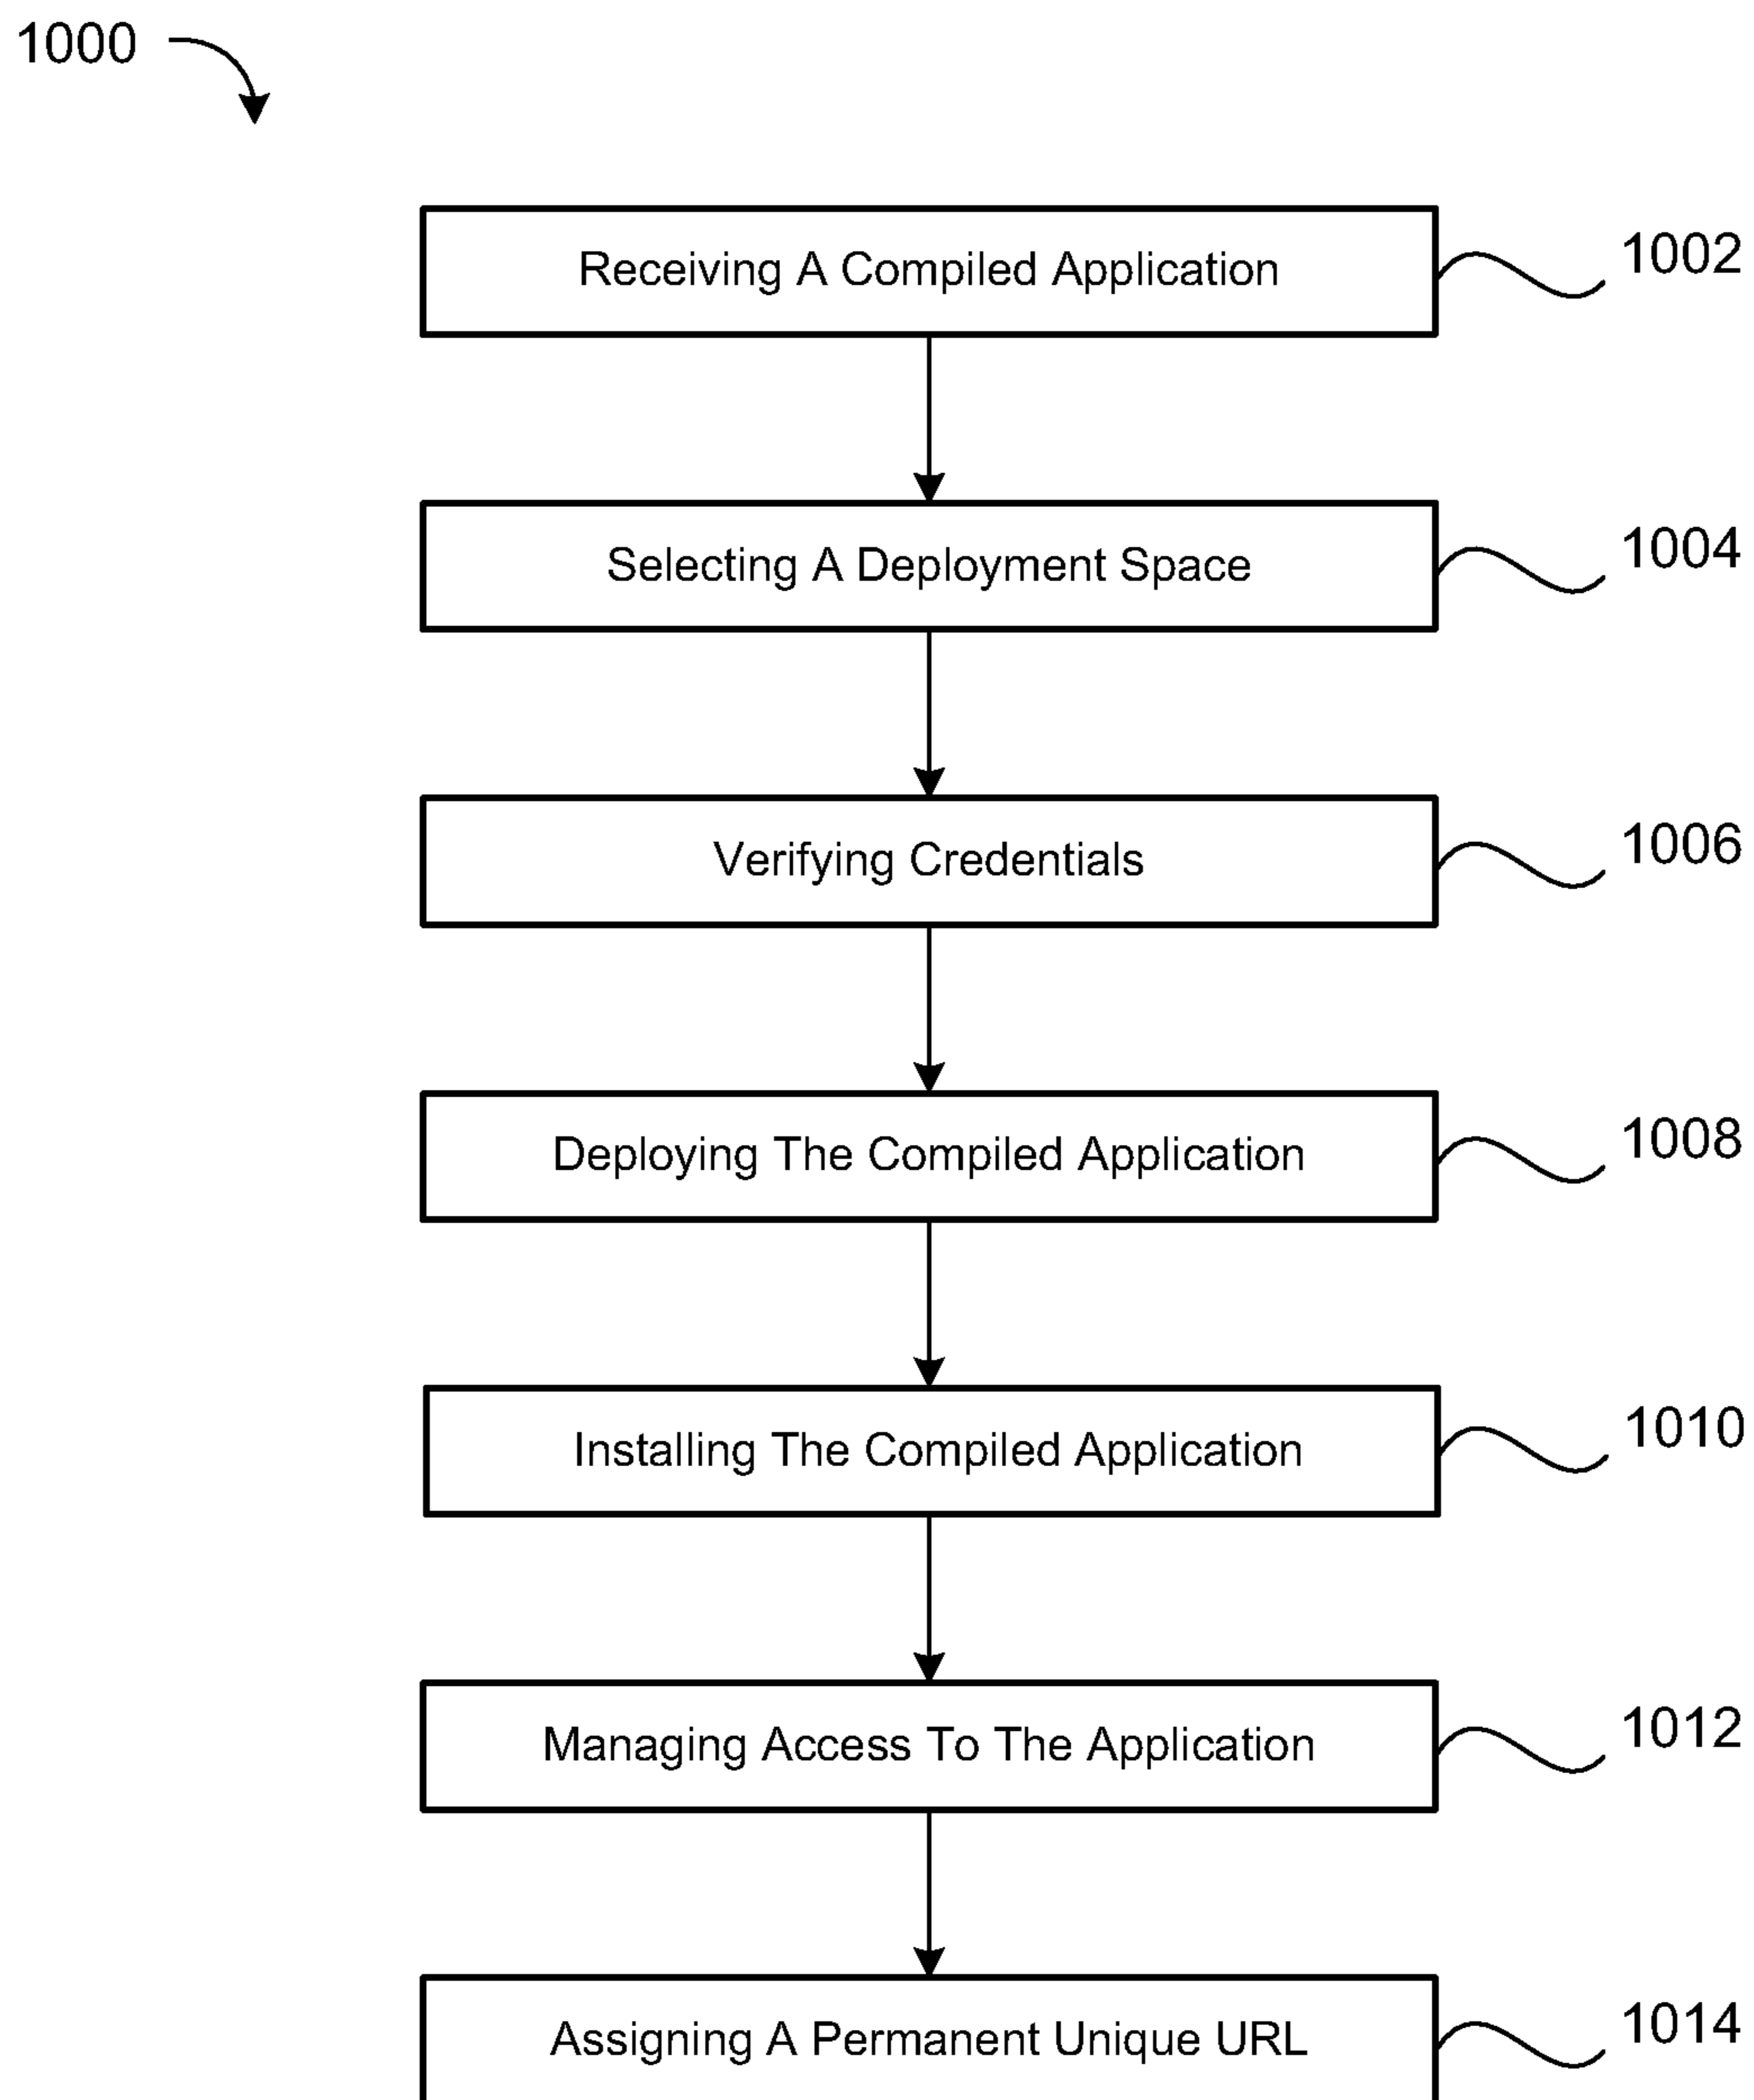 1000
Receiving A Compiled Application
1002
Selecting A Deployment Space
1004
Verifying Credentials
1006
Deploying The Compiled Application
1008
Installing The Compiled Application
1010
Managing Access To The Application
1012
Assigning A Permanent Unique URL
1014